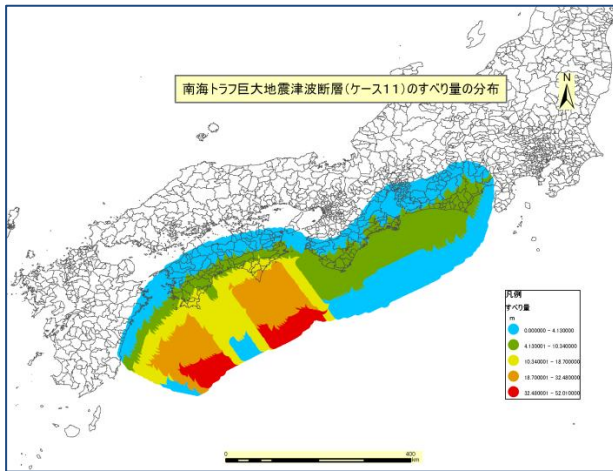 南海トラフ巨大地震津波断層(ケース11)のすべり量の分布
N
凡例
すべり量
m
0.000000 - 4.130000
4.130001 - 10.340000
10.340001 - 18.700000
18.700001 - 32.480000
32.480001 - 52.010000
0
400